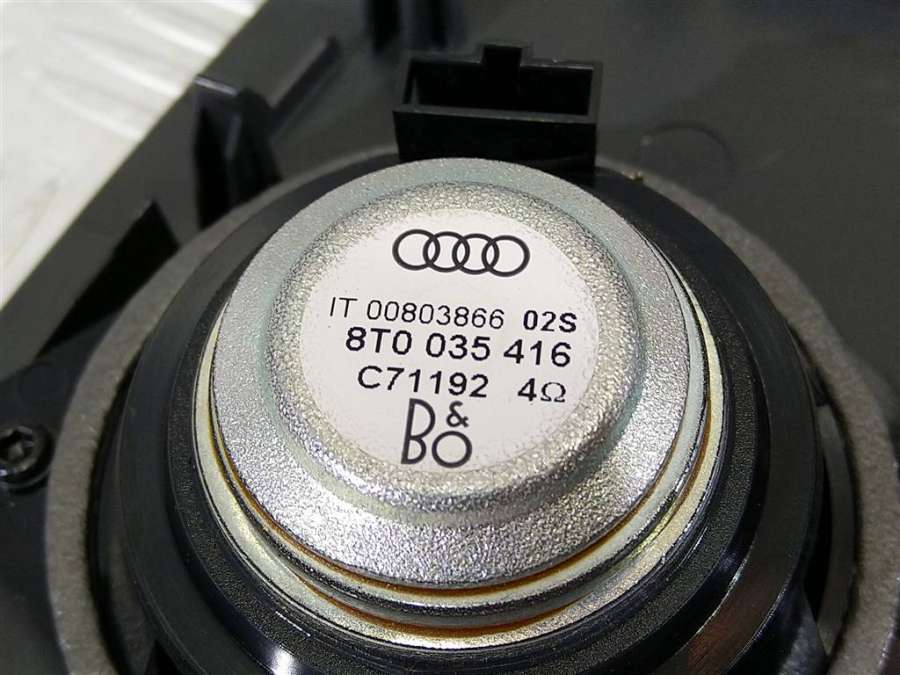 IT 00803866 02S
8T0 035 416
C71192 4Ω
B&O